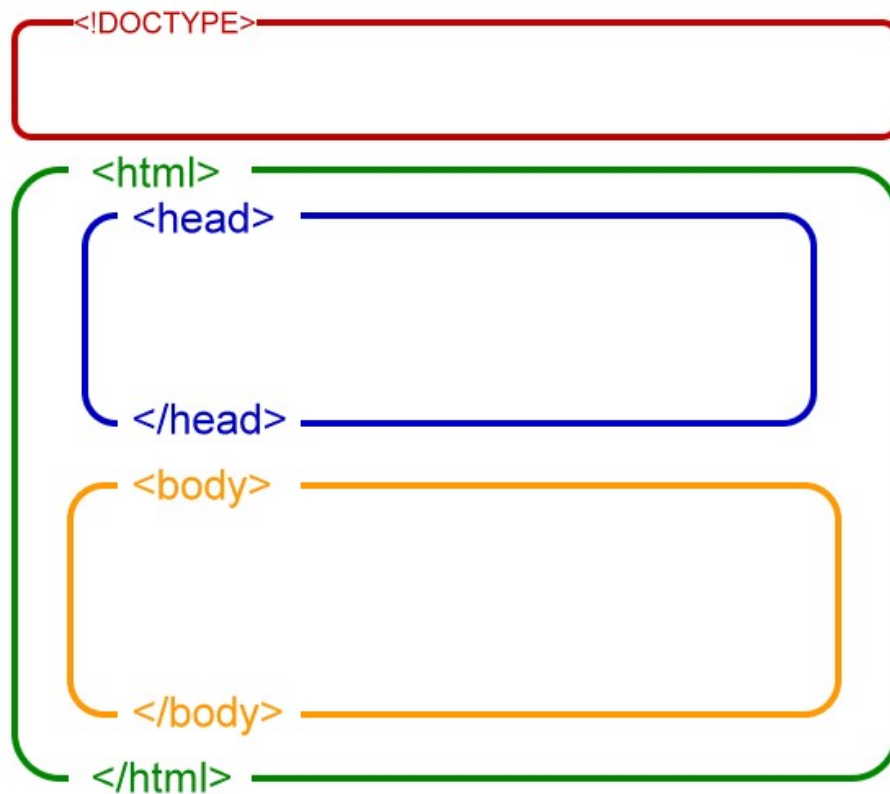 <!DOCTYPE>
<html>
<head>
</head>
<body>
</body>
</html>